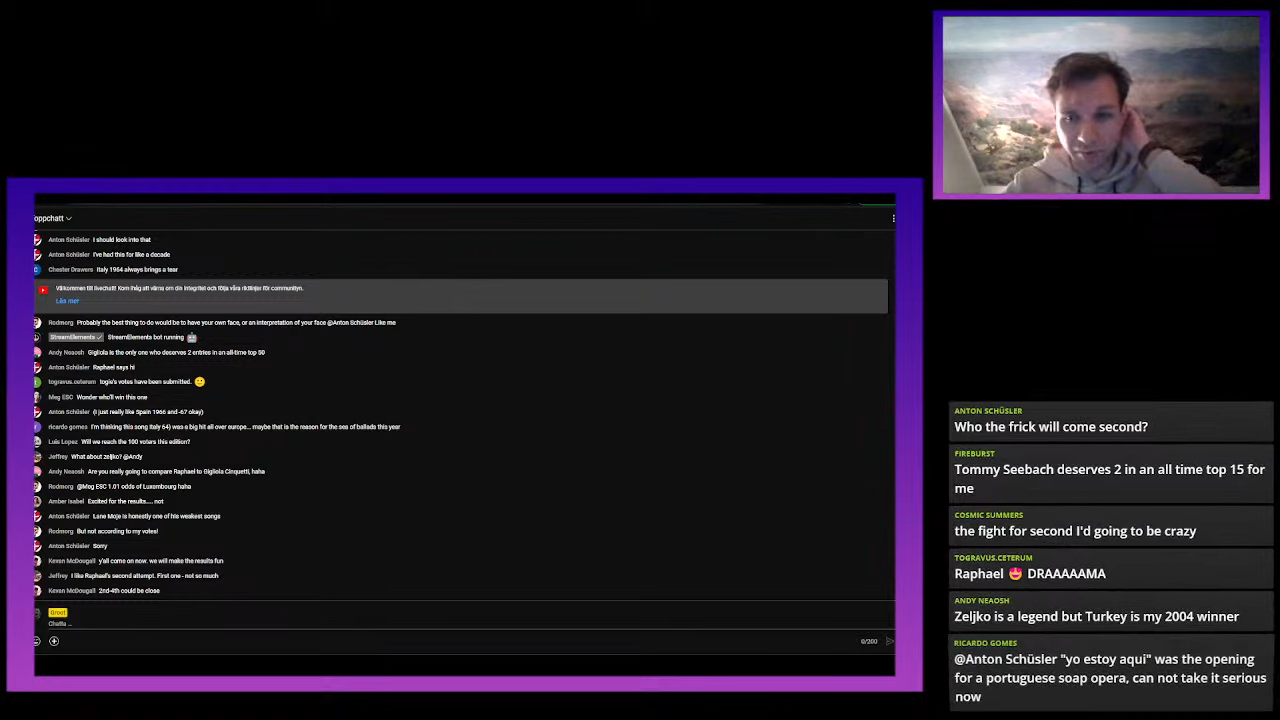 oppchatt
Anton Schüsler I should look into that
Anton Schüsler I've had this for like a decade
Chester Drawers Italy 1964 always brings a tear
Välkommen till livechatt! Kom ihåg att värna om din integritet och följa våra riktlinjer för communityn.
Läs mer
Rodmorg Probably the best thing to do would be to have your own face, or an interpretation of your face @Anton Schüsler Like me
StreamElements StreamElements bot running
Andy Neaosh Gigliola is the only one who deserves 2 entries in an all-time top 50
Anton Schüsler Raphael says hi
togravus.ceterum togie's votes have been submitted.
Meg ESC Wonder who'll win this one
Anton Schüsler (I just really like Spain 1966 and -67 okay)
ricardo gomes I'm thinking this song Italy 64) was a big hit all over europe... maybe that is the reason for the sea of ballads this year
Luis Lopez Will we reach the 100 voters this edition?
Jeffrey What about zeljko? @Andy
Andy Neaosh Are you really going to compare Raphael to Gigliola Cinquetti, haha
Rodmorg @Meg ESC 1.01 odds of Luxembourg haha
Amber Isabel Excited for the results..... not
Anton Schüsler Lane Moje is honestly one of his weakest songs
Rodmorg But not according to my votes!
Anton Schüsler Sorry
Kevan McDougall y'all come on now. we will make the results fun
Jeffrey I like Raphael's second attempt. First one - not so much
Kevan McDougall 2nd-4th could be close
Groot
Chatta ...
0/200
ANTON SCHÜSLER
Who the frick will come second?
FIREBURST
Tommy Seebach deserves 2 in an all time top 15 for
me
COSMIC SUMMERS
the fight for second I'd going to be crazy
TOGRAVUS.CETERUM
Raphael 😍 DRAAAAAMA
ANDY NEAOSH
Zeljko is a legend but Turkey is my 2004 winner
RICARDO GOMES
@Anton Schüsler "yo estoy aqui" was the opening
for a portuguese soap opera, can not take it serious
now